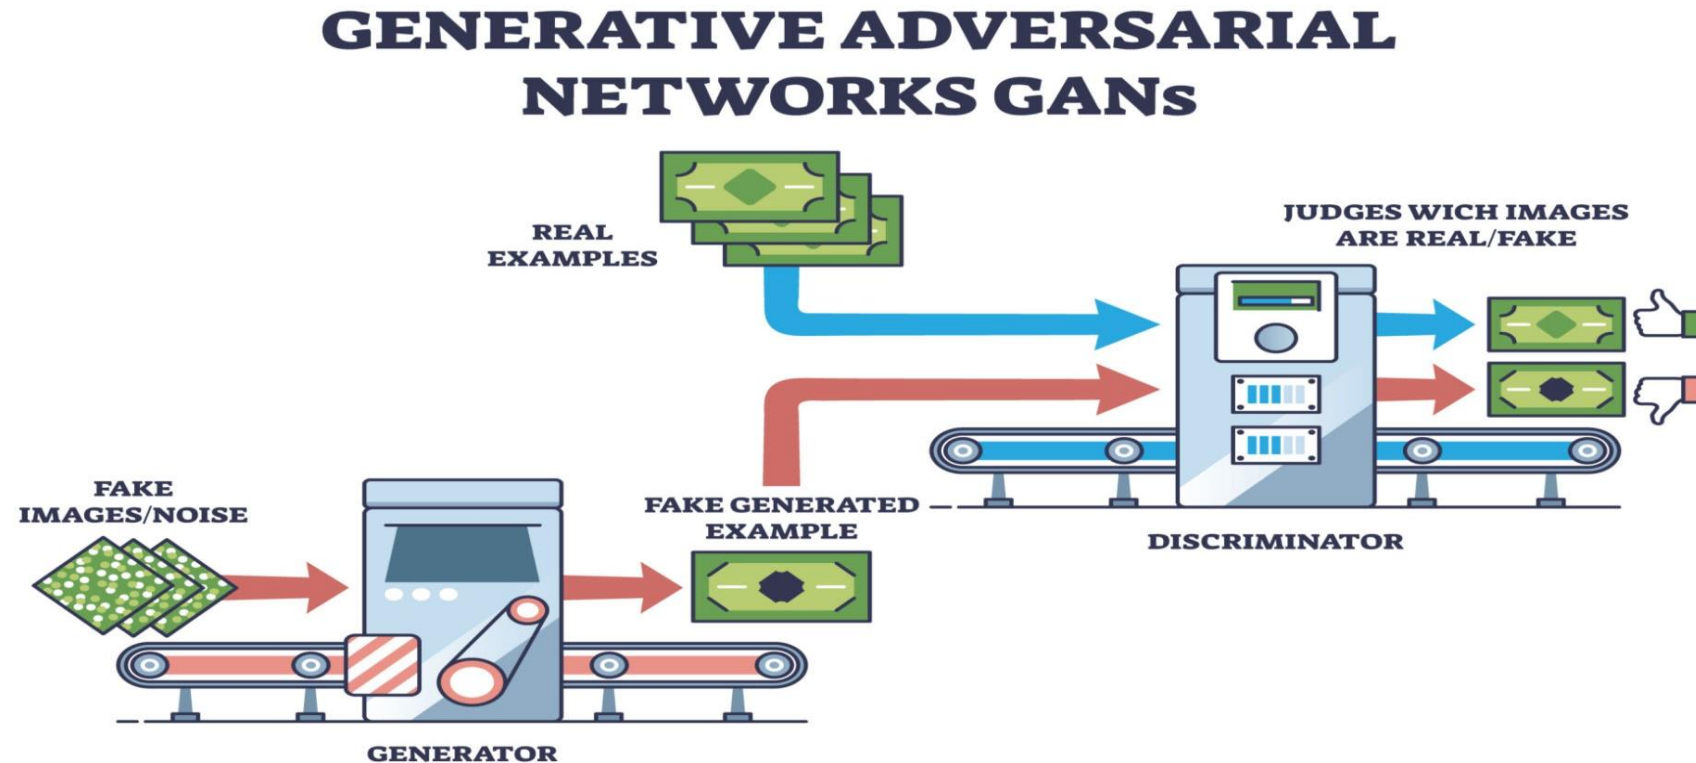 GENERATIVE ADVERSARIAL
NETWORKS GANs
REAL
EXAMPLES
JUDGES WICH IMAGES
ARE REAL/FAKE
FAKE
IMAGES/NOISE
FAKE GENERATED
EXAMPLE
DISCRIMINATOR
GENERATOR